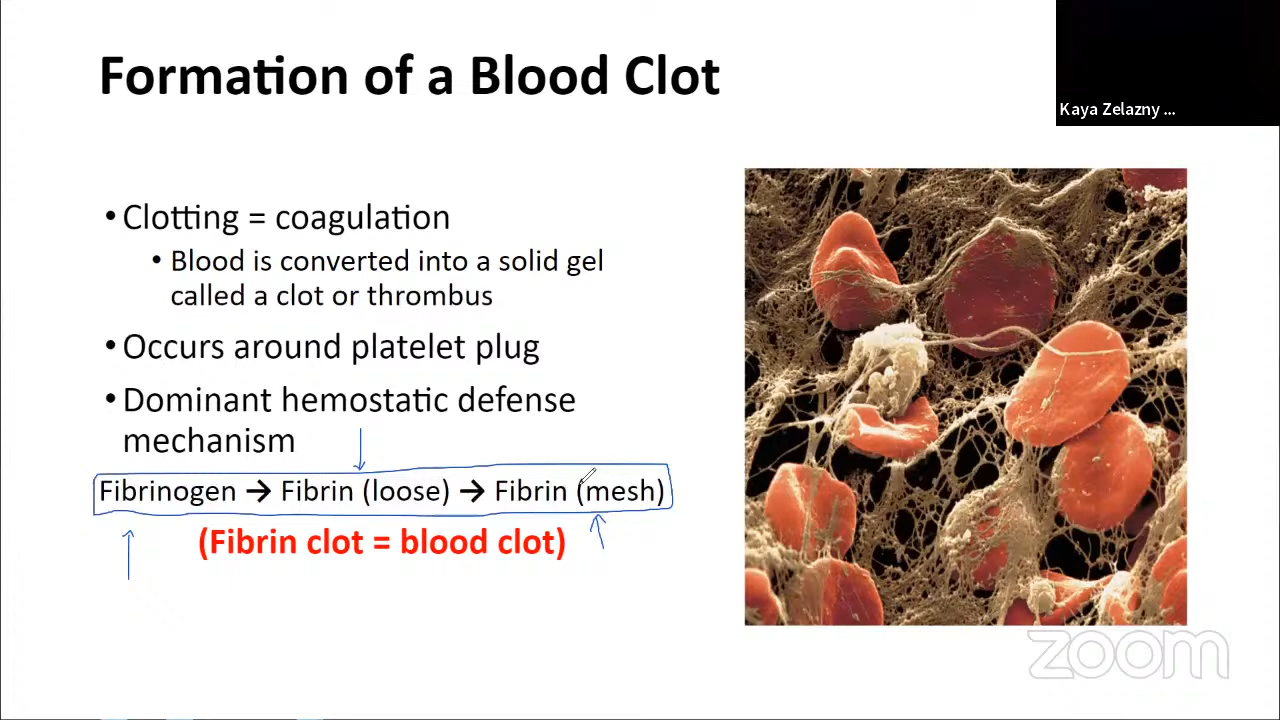 Formation of a Blood Clot
Kaya Zelazny ...
• Clotting = coagulation
• Blood is converted into a solid gel
called a clot or thrombus
• Occurs around platelet plug
• Dominant hemostatic defense
mechanism
Fibrinogen → Fibrin (loose) → Fibrin (mesh)
(Fibrin clot = blood clot)
zoom